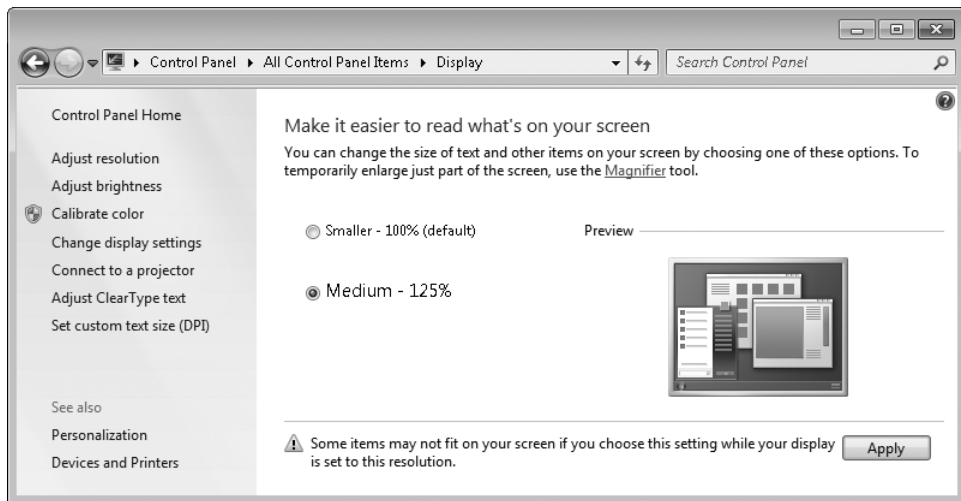 Control Panel All Control Panel Items Display Search Control Panel
Control Panel Home
Adjust resolution
Adjust brightness
Calibrate color
Change display settings
Connect to a projector
Adjust ClearType text
Set custom text size (DPI)
See also
Personalization
Devices and Printers
Make it easier to read what's on your screen
You can change the size of text and other items on your screen by choosing one of these options. To
temporarily enlarge just part of the screen, use the Magnifier tool.
Smaller - 100% (default)
Preview
Medium - 125%
Some items may not fit on your screen if you choose this setting while your display
is set to this resolution.
Apply